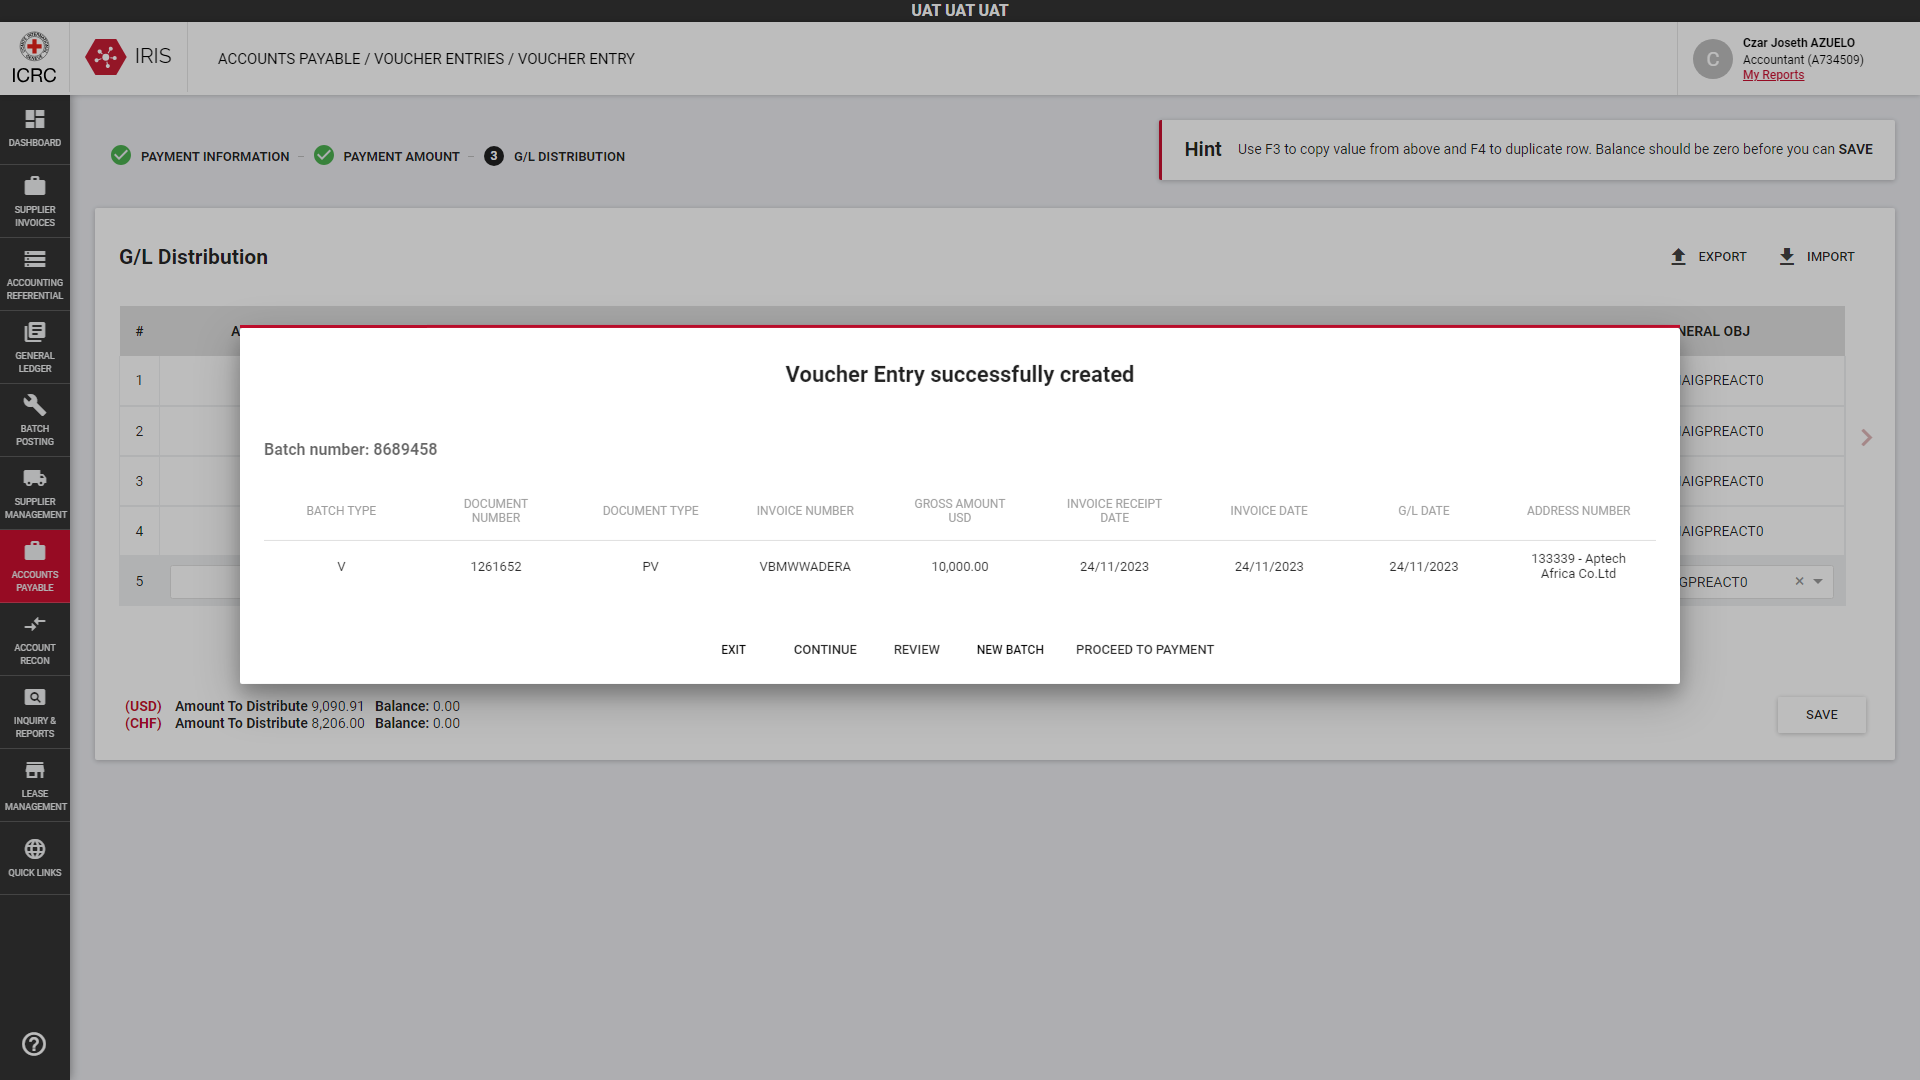 UAT UAT UAT
ICRC
IRIS
ACCOUNTS PAYABLE / VOUCHER ENTRIES / VOUCHER ENTRY
C
Czar Joseth AZUELO
Accountant (A734509)
My Reports
DASHBOARD
SUPPLIER
INVOICES
ACCOUNTING
REFERENTIAL
GENERAL
LEDGER
BATCH
POSTING
SUPPLIER
MANAGEMENT
ACCOUNTS
PAYABLE
ACCOUNT
RECON
INQUIRY &
REPORTS
LEASE
MANAGEMENT
QUICK LINKS
PAYMENT INFORMATION – PAYMENT AMOUNT – 3 G/L DISTRIBUTION
Hint Use F3 to copy value from above and F4 to duplicate row. Balance should be zero before you can SAVE
G/L Distribution
EXPORT IMPORT
# A NERAL OBJ
1 AIGPREACT0
2 AIGPREACT0
3 AIGPREACT0
4 AIGPREACT0
5 GPREACT0 ×
Voucher Entry successfully created
Batch number: 8689458
BATCH TYPE DOCUMENT NUMBER DOCUMENT TYPE INVOICE NUMBER GROSS AMOUNT USD INVOICE RECEIPT DATE INVOICE DATE G/L DATE ADDRESS NUMBER
V 1261652 PV VBMWWADERA 10,000.00 24/11/2023 24/11/2023 24/11/2023 133339 - Aptech Africa Co.Ltd
EXIT CONTINUE REVIEW NEW BATCH PROCEED TO PAYMENT
(USD) Amount To Distribute 9,090.91 Balance: 0.00
(CHF) Amount To Distribute 8,206.00 Balance: 0.00
SAVE